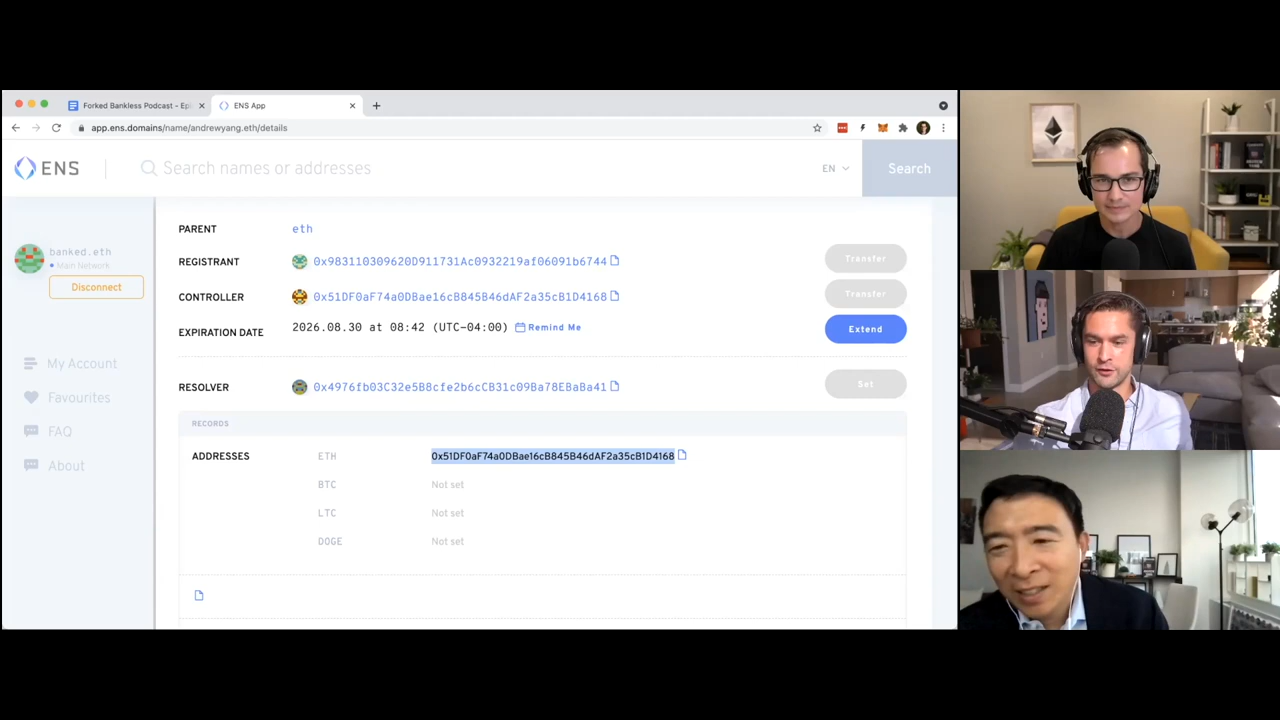 Forked Bankless Podcast - Epi
ENS App
app.ens.domains/name/andrewyang.eth/details
ENS
Search names or addresses
EN
Search
banked.eth
Main Network
Disconnect
My Account
Favourites
FAQ
About
PARENT eth
REGISTRANT 0x983110309620D911731Ac0932219af06091b6744 Transfer
CONTROLLER 0x51DF0aF74a0DBae16cB845B46dAF2a35cB1D4168 Transfer
EXPIRATION DATE 2026.08.30 at 08:42 (UTC-04:00) Remind Me Extend
RESOLVER 0x4976fb03C32e5B8cfe2b6cCB31c09Ba78EBaBa41 Set
RECORDS
ADDRESSES ETH 0x51DF0aF74a0DBae16cB845B46dAF2a35cB1D4168
BTC Not set
LTC Not set
DOGE Not set